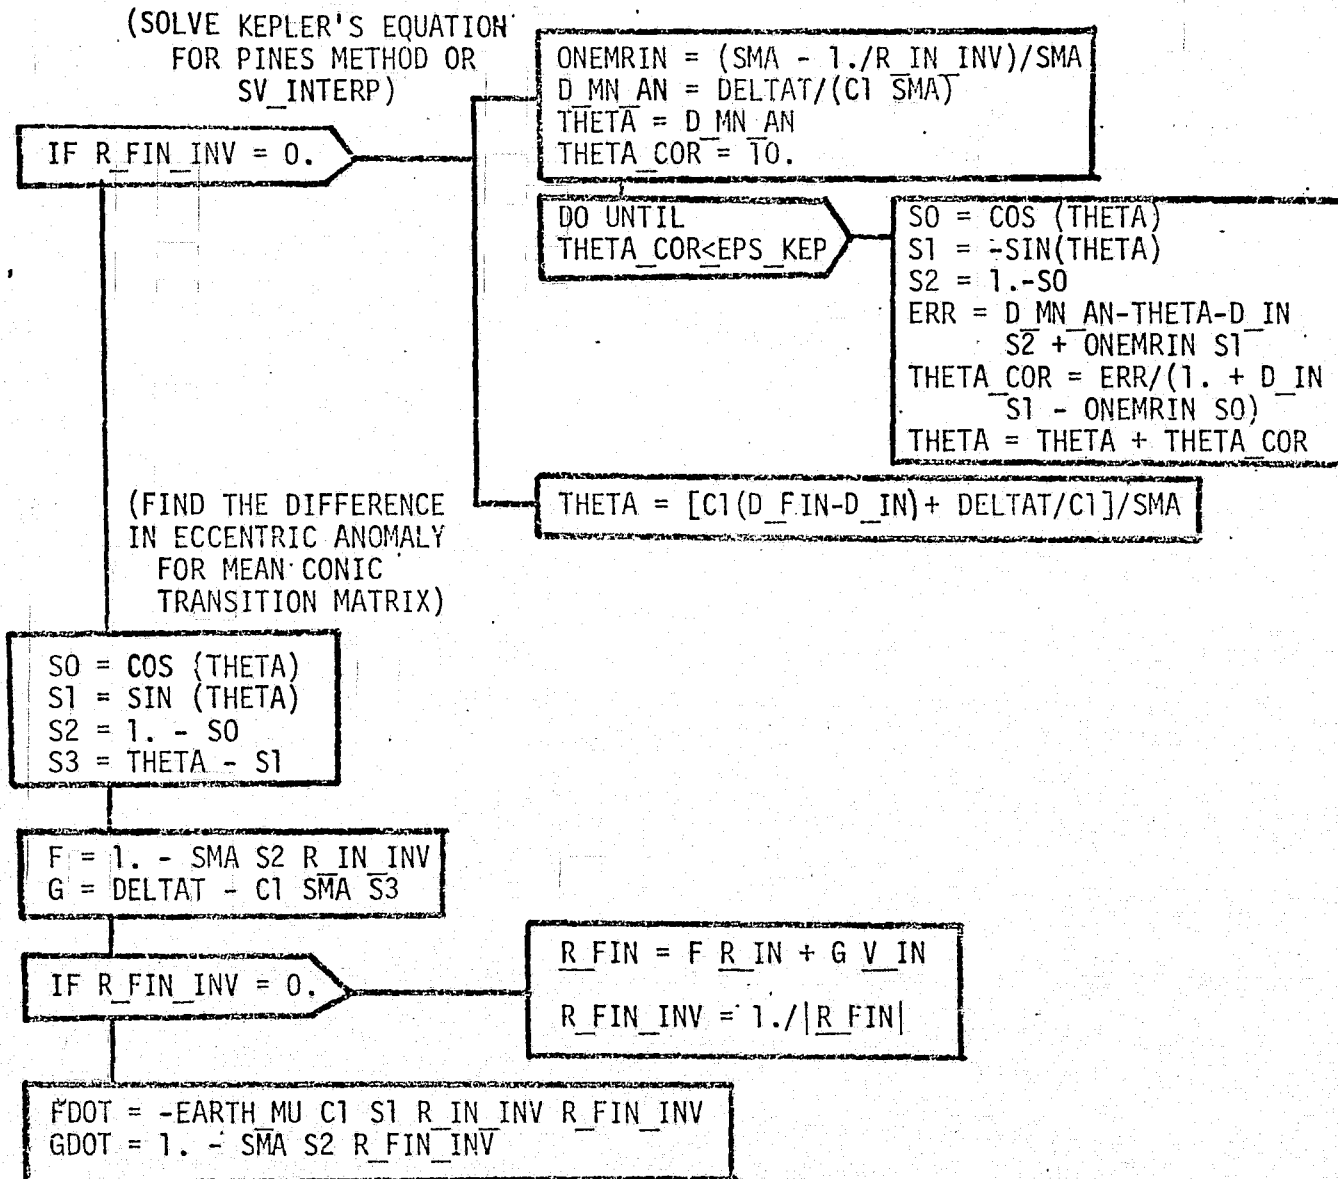 (SOLVE KEPLER'S EQUATION
FOR PINES METHOD OR
SV_INTERP)
ONEMRIN = (SMA - 1./R_IN_INV)/SMA
D_MN_AN = DELTAT/(C1 SMA)
THETA = D_MN_AN
THETA_COR = 10.
IF R_FIN_INV = 0.
DO UNTIL
THETA_COR<EPS_KEP
S0 = COS (THETA)
S1 = -SIN(THETA)
S2 = 1.-S0
ERR = D_MN_AN-THETA-D_IN
S2 + ONEMRIN S1
THETA_COR = ERR/(1. + D_IN
S1 - ONEMRIN S0)
THETA = THETA + THETA_COR
THETA = [C1(D_FIN-D_IN)+ DELTAT/C1]/SMA
(FIND THE DIFFERENCE
IN ECCENTRIC ANOMALY
FOR MEAN CONIC
TRANSITION MATRIX)
S0 = COS (THETA)
S1 = SIN (THETA)
S2 = 1. - S0
S3 = THETA - S1
F = 1. - SMA S2 R_IN_INV
G = DELTAT - C1 SMA S3
IF R_FIN_INV = 0.
R_FIN = F R_IN + G V_IN
R_FIN_INV = 1./|R_FIN|
FDOT = -EARTH_MU C1 S1 R_IN_INV R_FIN_INV
GDOT = 1. - SMA S2 R_FIN_INV